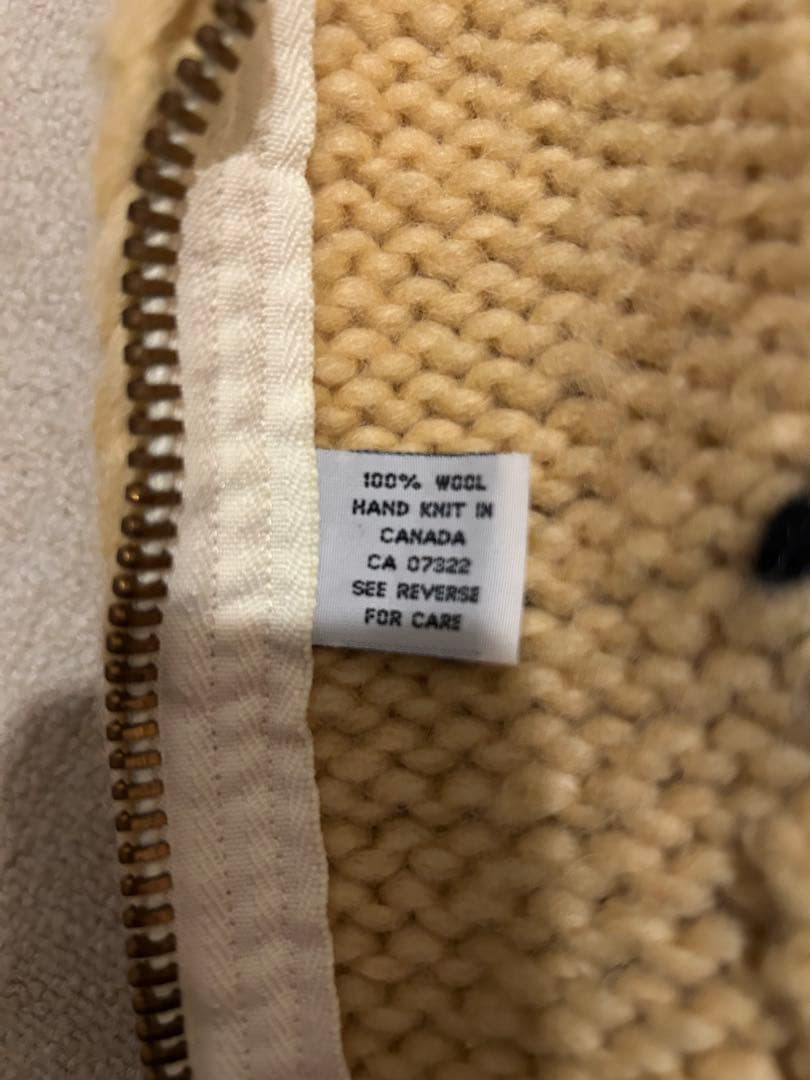 100% WOOL
HAND KNIT IN
CANADA
CA 07322
SEE REVERSE
FOR CARE